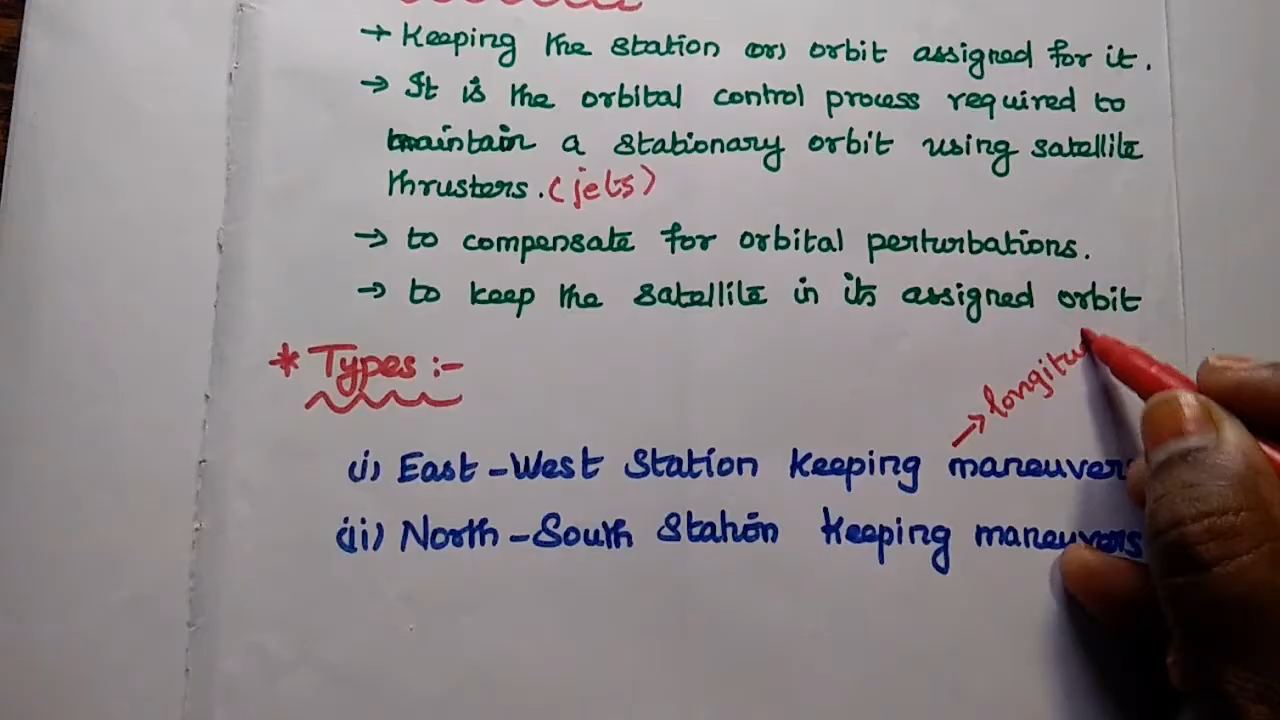 → Keeping the station or) orbit assigned for it.
→ It is the orbital control process required to
maintain a stationary orbit using satellite
thrusters. (jets)
→ to compensate for orbital perturbations.
→ to keep the satellite in its assigned orbit
* Types :-
→ longitu
(i) East-West Station Keeping maneuvers
(ii) North-South Station Keeping maneuvers